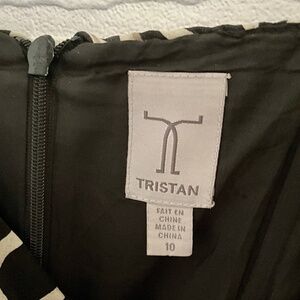 TRISTAN
FAIT EN
CHINE
MADE IN
CHINA
10